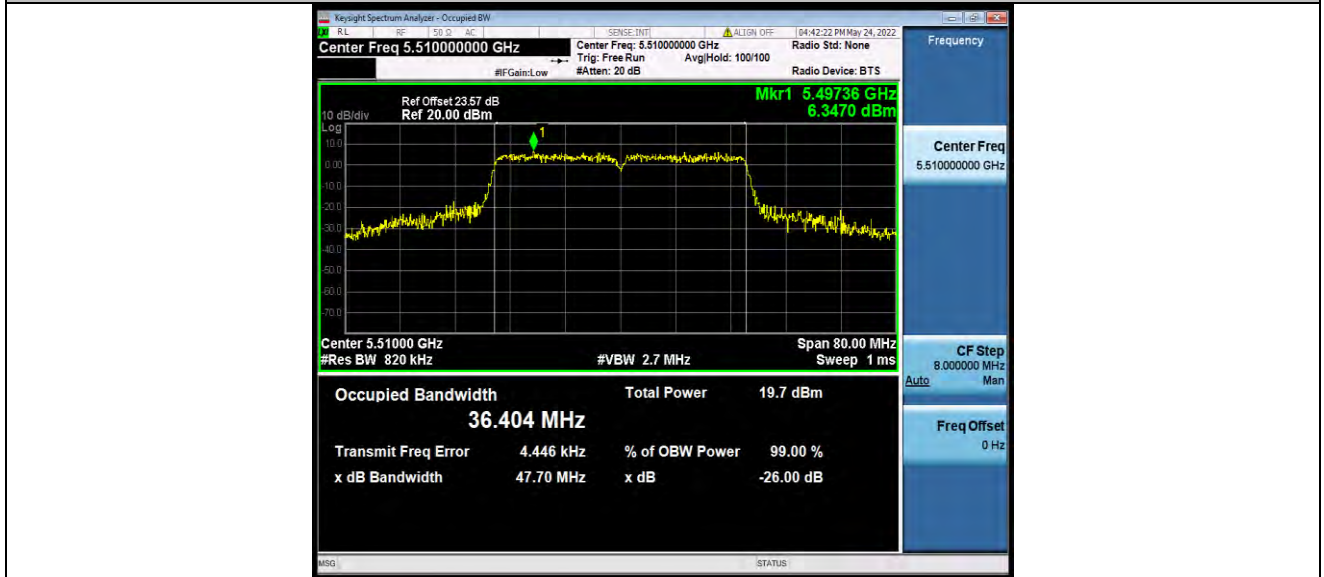 Keysight Spectrum Analyzer - Occupied BW
RL RF 50 Ω AC SENSE:INT ALIGN OFF 04:42:22 PM May 24, 2022
Center Freq 5.510000000 GHz
Center Freq: 5.510000000 GHz Radio Std: None
Trig: Free Run Avg|Hold: 100/100
#IFGain:Low #Atten: 20 dB Radio Device: BTS
Frequency
Mkr1 5.49736 GHz
6.3470 dBm
Ref Offset 23.57 dB
10 dB/div Ref 20.00 dBm
Log
1
10.0
0.00
-10.0
-20.0
-30.0
-40.0
-50.0
-60.0
-70.0
Center 5.51000 GHz Span 80.00 MHz
#Res BW 820 kHz #VBW 2.7 MHz Sweep 1 ms
Center Freq
5.510000000 GHz
CF Step
8.000000 MHz
Auto Man
Freq Offset
0 Hz
Occupied Bandwidth Total Power 19.7 dBm
36.404 MHz
Transmit Freq Error 4.446 kHz % of OBW Power 99.00 %
x dB Bandwidth 47.70 MHz x dB -26.00 dB
MSG STATUS